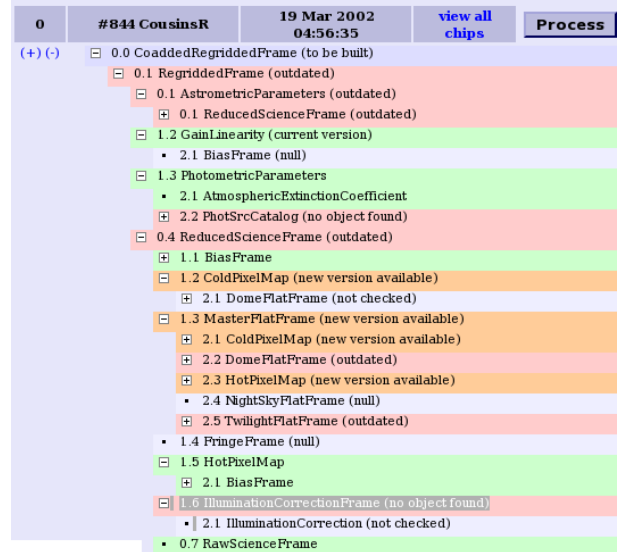 0 #844 CousinsR 19 Mar 2002 04:56:35 view all chips Process
(+) (-) 0.0 CoaddedRegriddedFrame (to be built)
0.1 RegriddedFrame (outdated)
0.1 AstrometricParameters (outdated)
0.1 ReducedScienceFrame (outdated)
1.2 GainLinearity (current version)
2.1 BiasFrame (null)
1.3 PhotometricParameters
2.1 AtmosphericExtinctionCoefficient
2.2 PhotSrcCatalog (no object found)
0.4 ReducedScienceFrame (outdated)
1.1 BiasFrame
1.2 ColdPixelMap (new version available)
2.1 DomeFlatFrame (not checked)
1.3 MasterFlatFrame (new version available)
2.1 ColdPixelMap (new version available)
2.2 DomeFlatFrame (outdated)
2.3 HotPixelMap (new version available)
2.4 NightSkyFlatFrame (null)
2.5 TwilightFlatFrame (outdated)
1.4 FringeFrame (null)
1.5 HotPixelMap
2.1 BiasFrame
1.6 IlluminationCorrectionFrame (no object found)
2.1 IlluminationCorrection (not checked)
0.7 RawScienceFrame